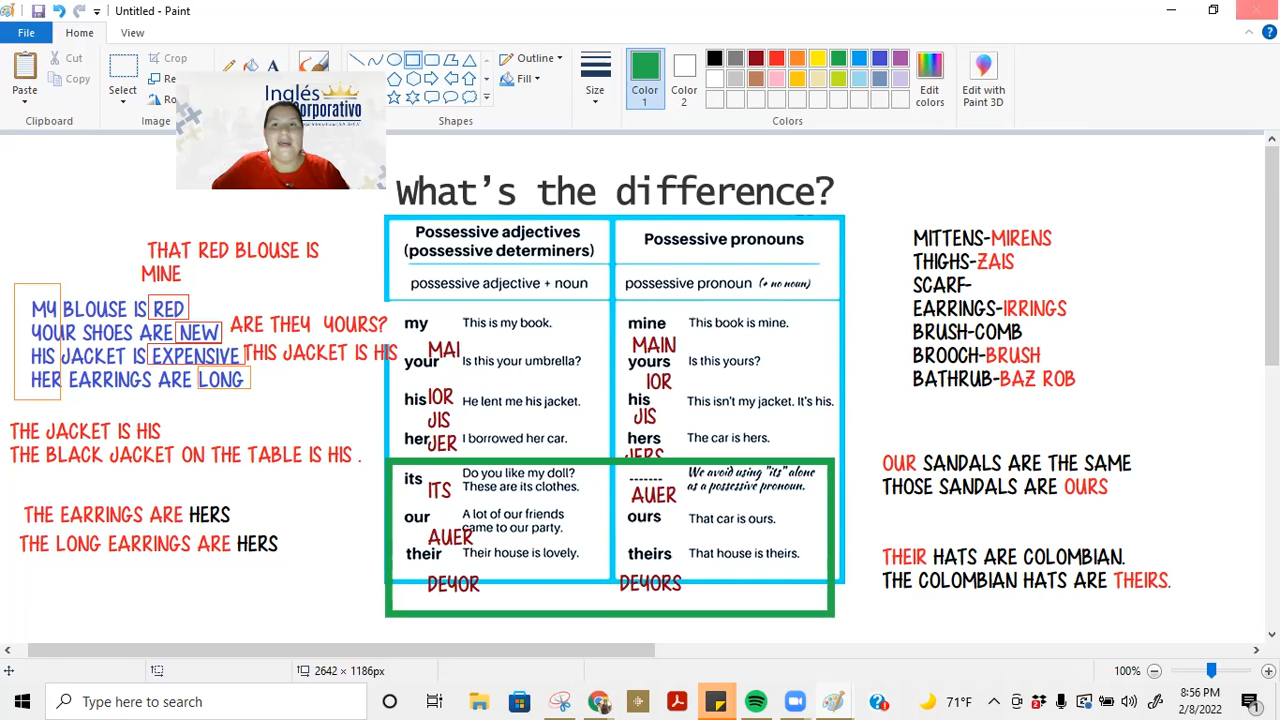 Untitled - Paint
File
Home
View
Paste
Cut
Copy
Clipboard
Select
Crop
Re
Ro
Image
Shapes
Outline
Fill
Size
Color 1
Color 2
Edit colors
Edit with Paint 3D
Colors
Inglés
Corporativo
What's the difference?
Possessive adjectives
(possessive determiners)
Possessive pronouns
possessive adjective + noun
possessive pronoun (+ no noun)
my This is my book.
mine This book is mine.
MAI
MAIN
your Is this your umbrella?
yours Is this yours?
IOR
IOR
his He lent me his jacket.
his This isn't my jacket. It's his.
JIS
JIS
her I borrowed her car.
hers The car is hers.
JER
JERS
its Do you like my doll?
These are its clothes.
------- We avoid using "its" alone
as a possessive pronoun.
ITS
AUER
our A lot of our friends
came to our party.
ours That car is ours.
AUER
their Their house is lovely.
theirs That house is theirs.
DEYOR
DEYORS
THAT RED BLOUSE IS
MINE
MY BLOUSE IS RED
YOUR SHOES ARE NEW
ARE THEY YOURS?
HIS JACKET IS EXPENSIVE
THIS JACKET IS HIS
HER EARRINGS ARE LONG
THE JACKET IS HIS
THE BLACK JACKET ON THE TABLE IS HIS .
THE EARRINGS ARE HERS
THE LONG EARRINGS ARE HERS
MITTENS-MIRENS
THIGHS-ZAIS
SCARF-
EARRINGS-IRRINGS
BRUSH-COMB
BROOCH-BRUSH
BATHRUB-BAZ ROB
OUR SANDALS ARE THE SAME
THOSE SANDALS ARE OURS
THEIR HATS ARE COLOMBIAN.
THE COLOMBIAN HATS ARE THEIRS.
2642 × 1186px
100%
Type here to search
71°F
8:56 PM
2/8/2022